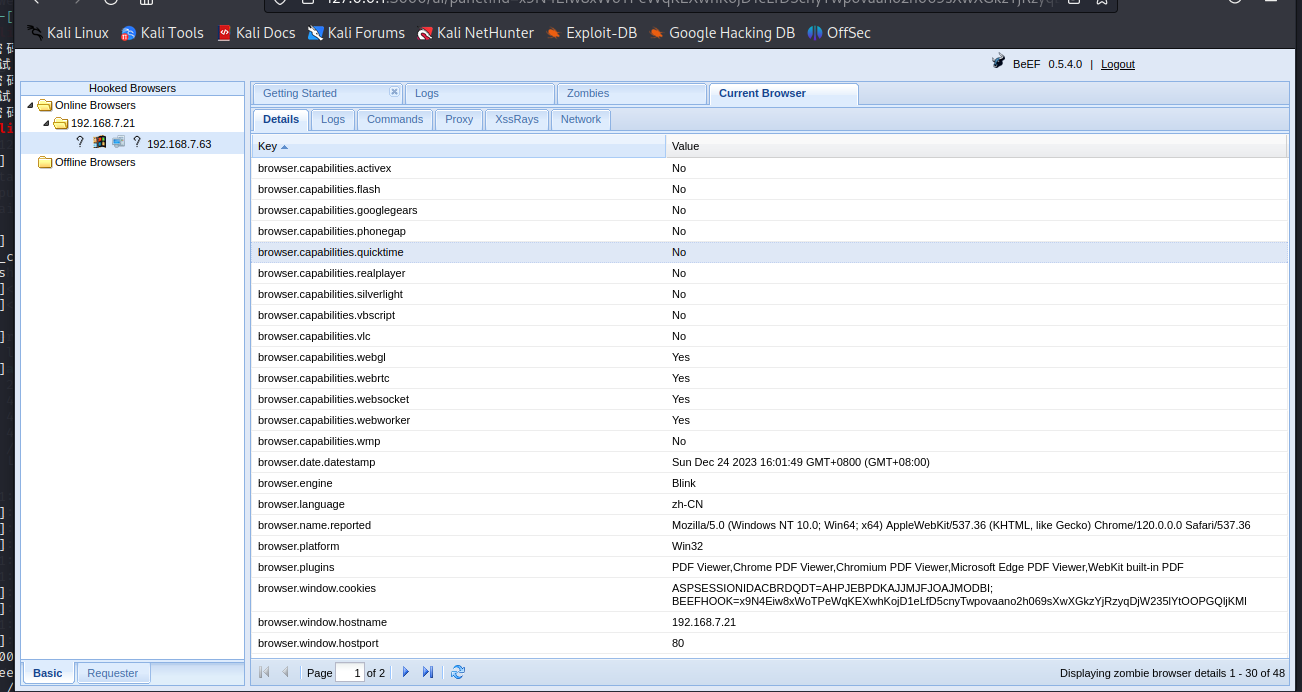 Kali Linux Kali Tools Kali Docs Kali Forums Kali NetHunter Exploit-DB Google Hacking DB OffSec
BeEF 0.5.4.0 | Logout
Hooked Browsers
Online Browsers
192.168.7.21
? ? 192.168.7.63
Offline Browsers
Basic Requester
Getting Started Logs Zombies Current Browser
Details Logs Commands Proxy XssRays Network
Key Value
browser.capabilities.activex No
browser.capabilities.flash No
browser.capabilities.googlegears No
browser.capabilities.phonegap No
browser.capabilities.quicktime No
browser.capabilities.realplayer No
browser.capabilities.silverlight No
browser.capabilities.vbscript No
browser.capabilities.vlc No
browser.capabilities.webgl Yes
browser.capabilities.webrtc Yes
browser.capabilities.websocket Yes
browser.capabilities.webworker Yes
browser.capabilities.wmp No
browser.date.datestamp Sun Dec 24 2023 16:01:49 GMT+0800 (GMT+08:00)
browser.engine Blink
browser.language zh-CN
browser.name.reported Mozilla/5.0 (Windows NT 10.0; Win64; x64) AppleWebKit/537.36 (KHTML, like Gecko) Chrome/120.0.0.0 Safari/537.36
browser.platform Win32
browser.plugins PDF Viewer,Chrome PDF Viewer,Chromium PDF Viewer,Microsoft Edge PDF Viewer,WebKit built-in PDF
browser.window.cookies ASPSESSIONIDACBRDQDT=AHPJEBPDKAJJMJFJOAJMODBI;
BEEFHOOK=x9N4Eiw8xWoTPeWqKEXwhKojD1eLfD5cnyTwpovaano2h069sXwXGkzYjRzyqDjW235lYtOOPGQljKMl
browser.window.hostname 192.168.7.21
browser.window.hostport 80
Page 1 of 2
Displaying zombie browser details 1 - 30 of 48